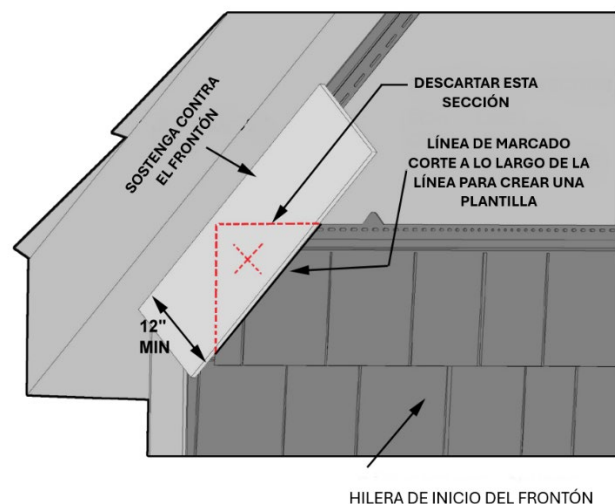 DESCARTAR ESTA
SECCIÓN
SOSTENGA CONTRA
EL FRONTÓN
LÍNEA DE MARCADO
CORTE A LO LARGO DE LA
LÍNEA PARA CREAR UNA
PLANTILLA
12"
MIN
HILERA DE INICIO DEL FRONTÓN